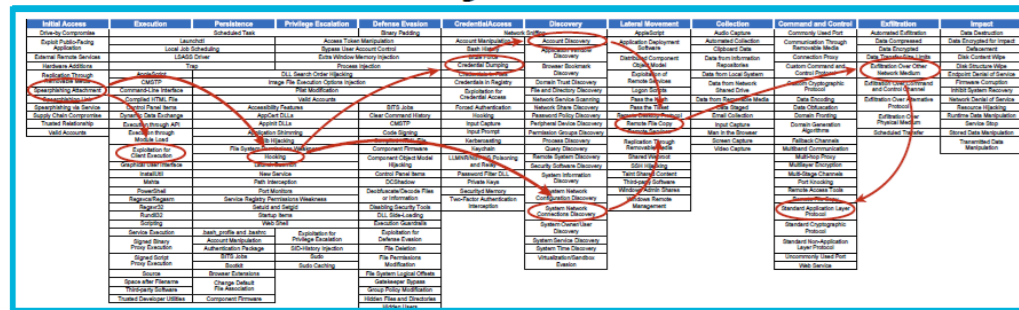 Initial Access
Execution
Persistence
Privilege Escalation
Defense Evasion
CredentialAccess
Discovery
Lateral Movement
Collection
Command and Control
Exfiltration
Impact
Drive-by Compromise
Exploit Public-Facing
Application
External Remote Services
Hardware Additions
Replication Through
Spearphishing Attachment
Spearphishing via Service
Supply Chain Compromise
Trusted Relationship
Valid Accounts
Scheduled Task
Binary Padding
Launchctl
Access Token Manipulation
Local Job Scheduling
Bypass User Account Control
LSASS Driver
Extra Window Memory Injection
Trap
Process Injection
AppleScript
DLL Search Order Hijacking
CMSTP
Image File Execution Options Injection
Command-Line Interface
Plist Modification
Compiled HTML File
Valid Accounts
Control Panel Items
Accessibility Features
BITS Jobs
Dynamic Data Exchange
AppCert DLLs
Clear Command History
Execution through API
AppInit DLLs
CMSTP
Execution through
Module Load
Application Shimming
Code Signing
Exploitation for
Client Execution
File System Permissions Weakness
Component Firmware
Hooking
Component Object Model
Hijacking
Graphical User Interface
InstallUtil
New Service
Control Panel Items
Mshta
Path Interception
DCShadow
PowerShell
Port Monitors
Deobfuscate/Decode Files
or Information
Regsvcs/Regasm
Service Registry Permissions Weakness
Regsvr32
Setuid and Setgid
Disabling Security Tools
Rundll32
Startup Items
DLL Side-Loading
Scripting
Web Shell
Execution Guardrails
Service Execution
.bash_profile and .bashrc
Exploitation for
Privilege Escalation
Exploitation for
Defense Evasion
Signed Binary
Proxy Execution
Account Manipulation
Authentication Package
SID-History Injection
File Deletion
Signed Script
Proxy Execution
BITS Jobs
Sudo
File Permissions
Modification
Bootkit
Sudo Caching
Source
Browser Extensions
File System Logical Offsets
Space after Filename
Change Default
File Association
Gatekeeper Bypass
Third-party Software
Group Policy Modification
Trusted Developer Utilities
Component Firmware
Hidden Files and Directories
Hidden Users
Network Sniffing
Account Manipulation
Bash History
Credential Dumping
Credentials in Registry
Exploitation for
Credential Access
Forced Authentication
Hooking
Input Capture
Input Prompt
Kerberoasting
Keychain
LLMNR/NBT-NS Poisoning
and Relay
Password Filter DLL
Private Keys
Securityd Memory
Two-Factor Authentication
Interception
Account Discovery
Discovery
Browser Bookmark
Discovery
Domain Trust Discovery
File and Directory Discovery
Network Service Scanning
Password Policy Discovery
Peripheral Device Discovery
Permission Groups Discovery
Process Discovery
Query Discovery
Remote System Discovery
Security Software Discovery
System Information
Discovery
System Network
Configuration Discovery
System Network
Connections Discovery
System Owner/User
Discovery
System Service Discovery
System Time Discovery
Virtualization/Sandbox
Evasion
AppleScript
Application Deployment
Software
Distributed Component
Object Model
Exploitation of
Remote Services
Logon Scripts
Pass the Hash
Pass the Ticket
Remote Desktop Protocol
Remote File Copy
Remote Services
Replication Through
Removable Media
Shared Webroot
SSH Hijacking
Taint Shared Content
Third-party Software
Windows Admin Shares
Windows Remote
Management
Audio Capture
Automated Collection
Clipboard Data
Data from Information
Repositories
Data from Local System
Data from Network
Shared Drive
Data from Removable Media
Data Staged
Email Collection
Input Capture
Man in the Browser
Screen Capture
Video Capture
Commonly Used Port
Communication Through
Removable Media
Connection Proxy
Custom Command and
Control Protocol
Custom Cryptographic
Protocol
Data Encoding
Data Obfuscation
Domain Fronting
Domain Generation
Algorithms
Fallback Channels
Multiband Communication
Multi-hop Proxy
Multilayer Encryption
Multi-Stage Channels
Port Knocking
Remote Access Tools
Remote File Copy
Standard Application Layer
Protocol
Standard Cryptographic
Protocol
Standard Non-Application
Layer Protocol
Uncommonly Used Port
Web Service
Automated Exfiltration
Data Compressed
Data Encrypted
Data Transfer Size Limits
Exfiltration Over Other
Network Medium
Exfiltration Over Command
and Control Channel
Exfiltration Over Alternative
Protocol
Exfiltration Over
Physical Medium
Scheduled Transfer
Data Destruction
Data Encrypted for Impact
Defacement
Disk Content Wipe
Disk Structure Wipe
Endpoint Denial of Service
Firmware Corruption
Inhibit System Recovery
Network Denial of Service
Resource Hijacking
Runtime Data Manipulation
Service Stop
Stored Data Manipulation
Transmitted Data
Manipulation